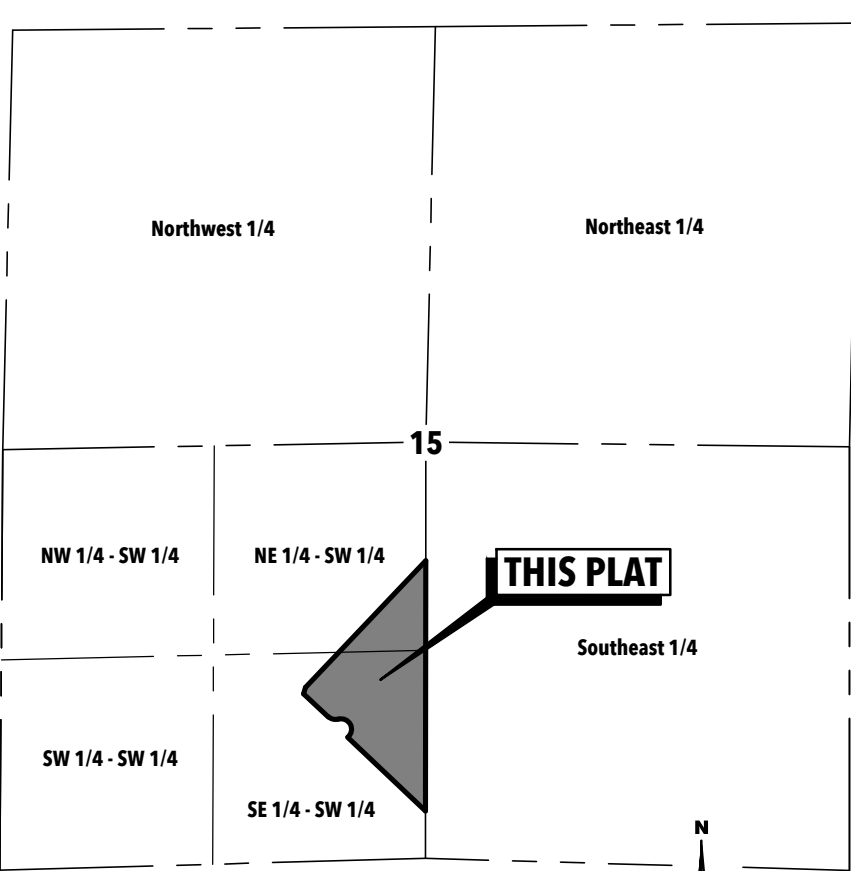 Northwest 1/4
Northeast 1/4
15
NW 1/4 - SW 1/4
NE 1/4 - SW 1/4
THIS PLAT
Southeast 1/4
SW 1/4 - SW 1/4
SE 1/4 - SW 1/4
N